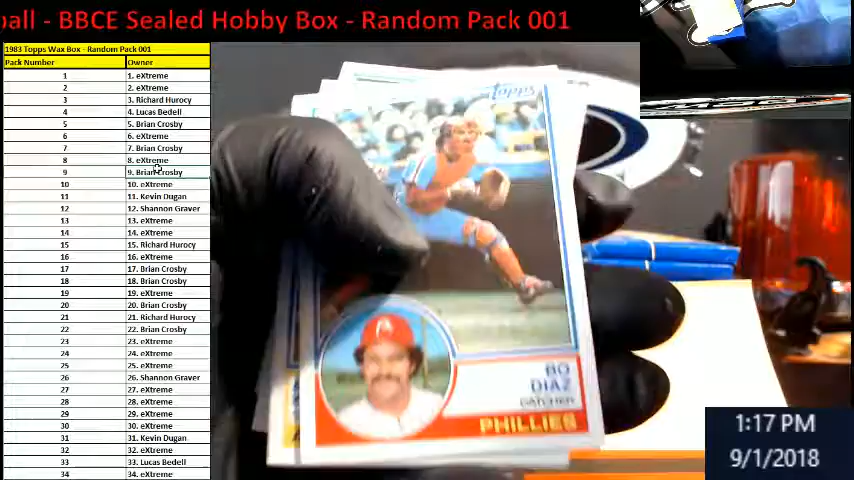 ball - BBCE Sealed Hobby Box - Random Pack 001
1983 Topps Wax Box - Random Pack 001
Pack Number Owner
1 1. eXtreme
2 2. eXtreme
3 3. Richard Hurocy
4 4. Lucas Bedell
5 5. Brian Crosby
6 6. eXtreme
7 7. Brian Crosby
8 8. eXtreme
9 9. Brian Crosby
10 10. eXtreme
11 11. Kevin Dugan
12 12. Shannon Graver
13 13. eXtreme
14 14. eXtreme
15 15. Richard Hurocy
16 16. eXtreme
17 17. Brian Crosby
18 18. Brian Crosby
19 19. eXtreme
20 20. Brian Crosby
21 21. Richard Hurocy
22 22. Brian Crosby
23 23. eXtreme
24 24. eXtreme
25 25. eXtreme
26 26. Shannon Graver
27 27. eXtreme
28 28. eXtreme
29 29. eXtreme
30 30. eXtreme
31 31. Kevin Dugan
32 32. eXtreme
33 33. Lucas Bedell
34 34. eXtreme
Topps
BO
DIAZ
CATCHER
PHILLIES
1:17 PM
9/1/2018